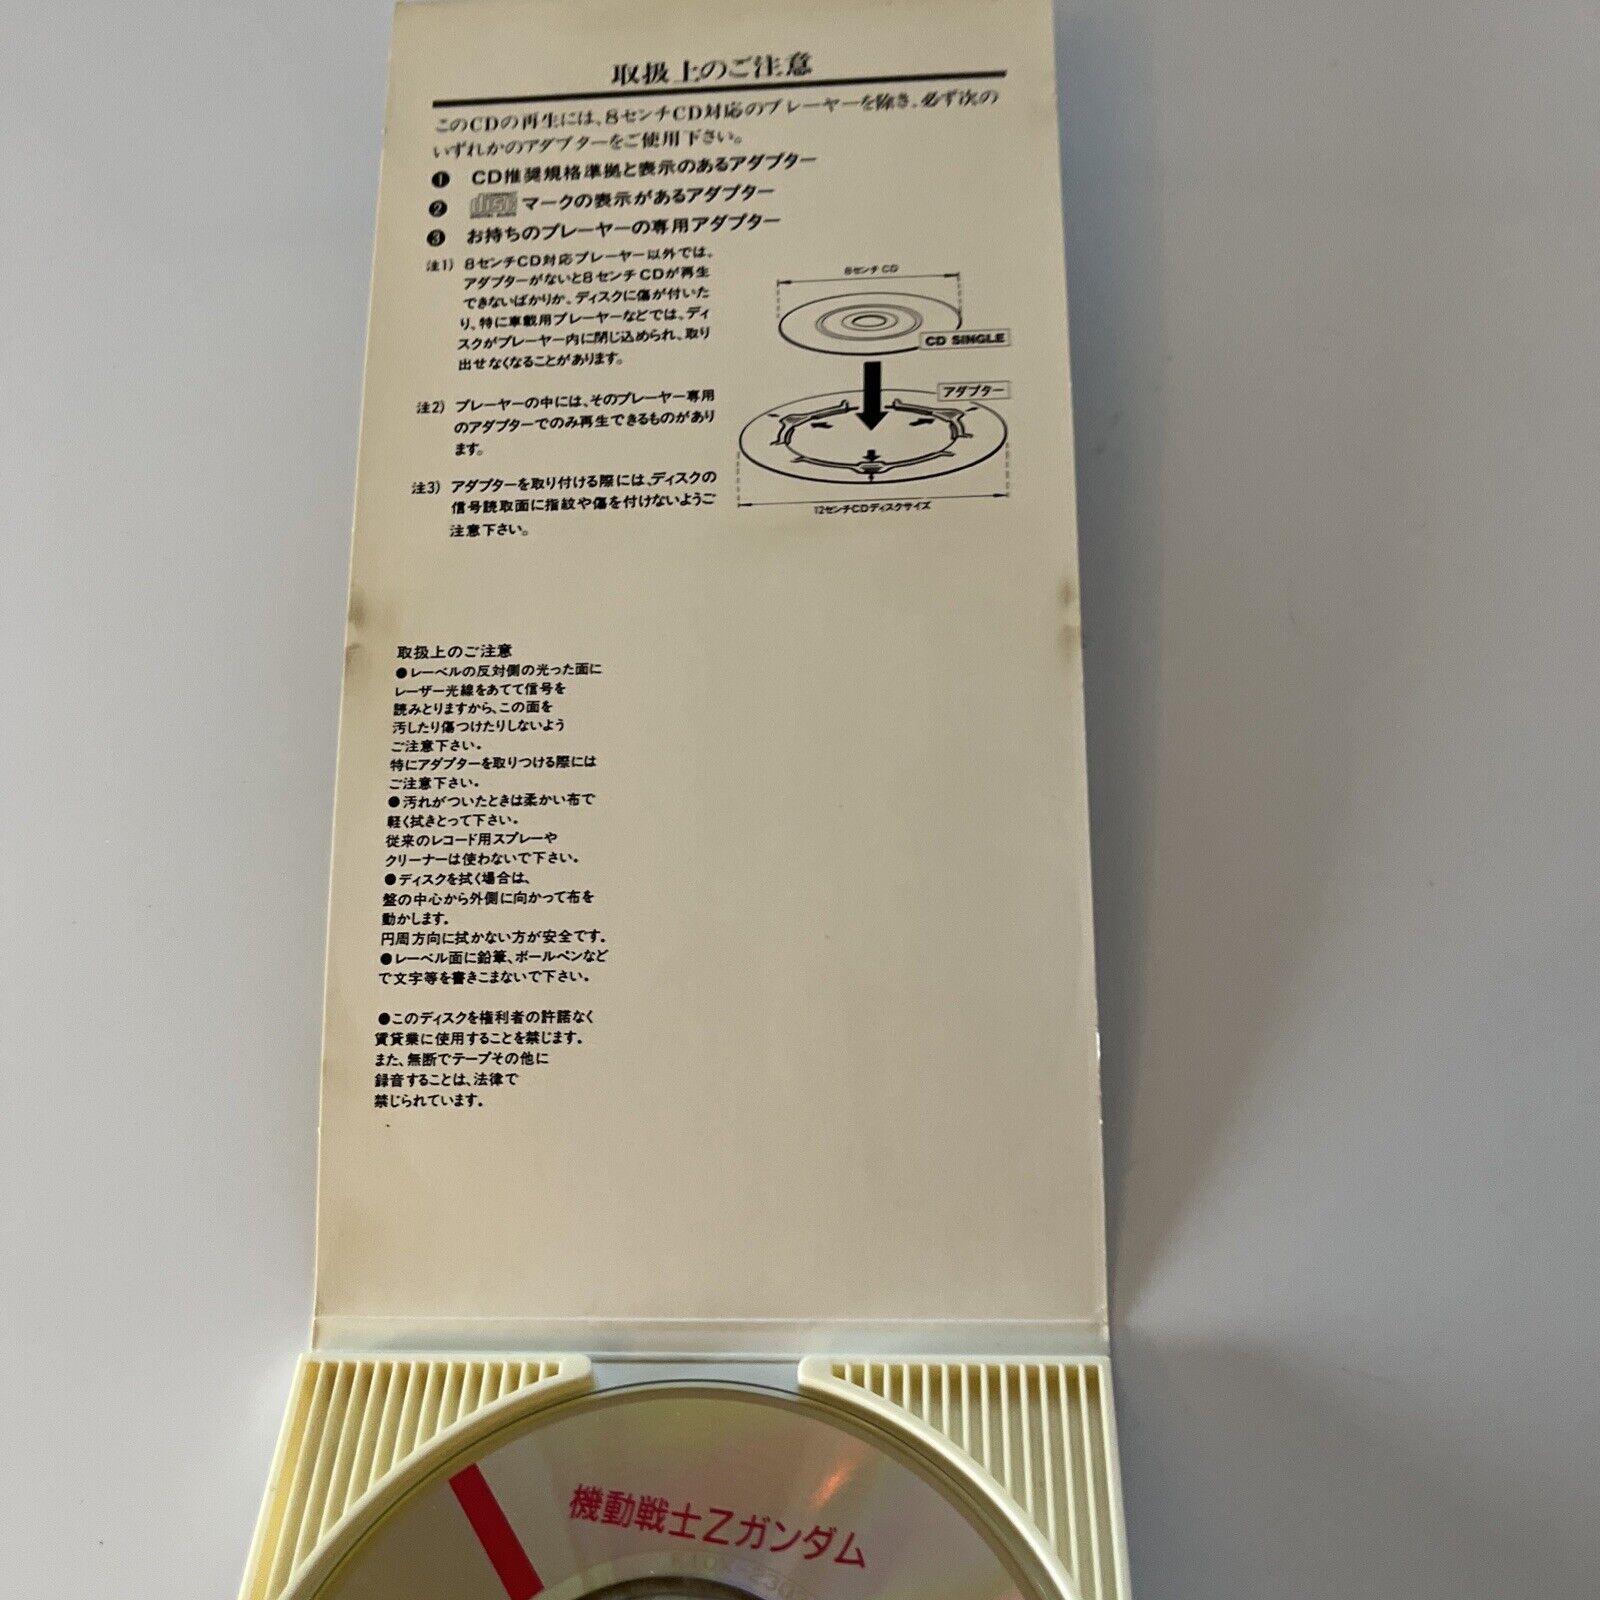 取扱上のご注意
このCDの再生には、8センチCD対応のプレーヤーを除き、必ず次の
いずれかのアダプターをご使用下さい。
❶ CD推奨規格準拠と表示のあるアダプター
❷ disc マークの表示があるアダプター
❸ お持ちのプレーヤーの専用アダプター
注1) 8センチCD対応プレーヤー以外では、
アダプターがないと8センチCDが再生
できないばかりか、ディスクに傷が付いた
り、特に車載用プレーヤーなどでは、ディ
スクがプレーヤー内に閉じ込められ、取り
出せなくなることがあります。
8センチCD
CD SINGLE
アダプター
12センチCDディスクサイズ
注2) プレーヤーの中には、そのプレーヤー専用
のアダプターでのみ再生できるものがあり
ます。
注3) アダプターを取り付ける際には、ディスクの
信号読取面に指紋や傷を付けないようご
注意下さい。
取扱上のご注意
●レーベルの反対側の光った面に
レーザー光線をあてて信号を
読みとりますから、この面を
汚したり傷つけたりしないよう
ご注意下さい。
特にアダプターを取りつける際には
ご注意下さい。
●汚れがついたときは柔かい布で
軽く拭きとって下さい。
従来のレコード用スプレーや
クリーナーは使わないで下さい。
●ディスクを拭く場合は、
盤の中心から外側に向かって布を
動かします。
円周方向に拭かない方が安全です。
●レーベル面に鉛筆、ボールペンなど
で文字等を書きこまないで下さい。
●このディスクを権利者の許諾なく
賃貸業に使用することを禁じます。
また、無断でテープその他に
録音することは、法律で
禁じられています。
機動戦士Zガンダム